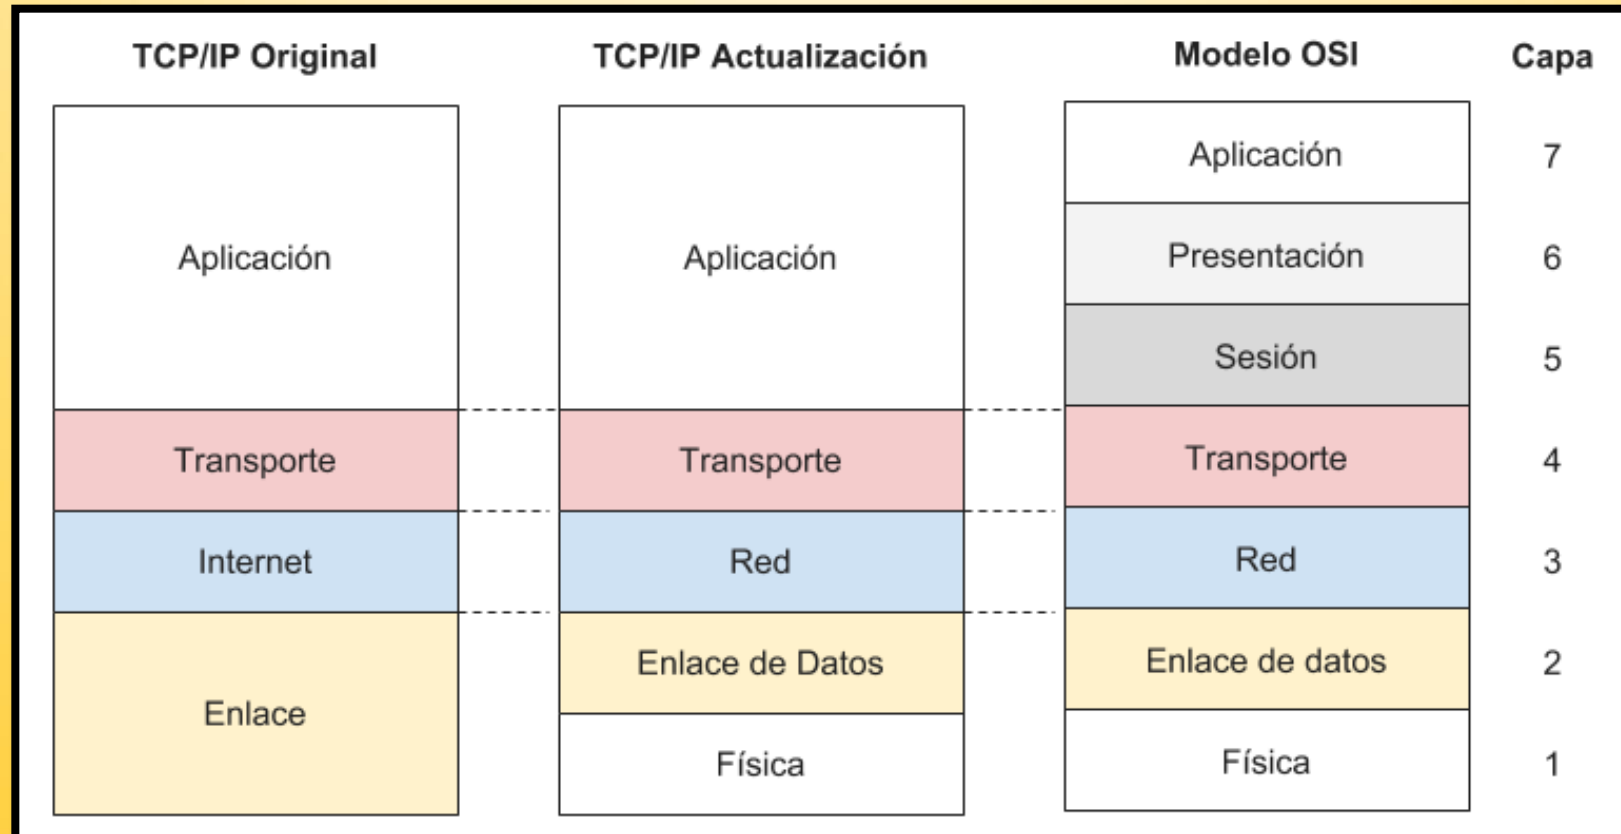 TCP/IP Original
TCP/IP Actualización
Modelo OSI
Capa
Aplicación
Transporte
Internet
Enlace
Aplicación
Transporte
Red
Enlace de Datos
Física
Aplicación
Presentación
Sesión
Transporte
Red
Enlace de datos
Física
7
6
5
4
3
2
1